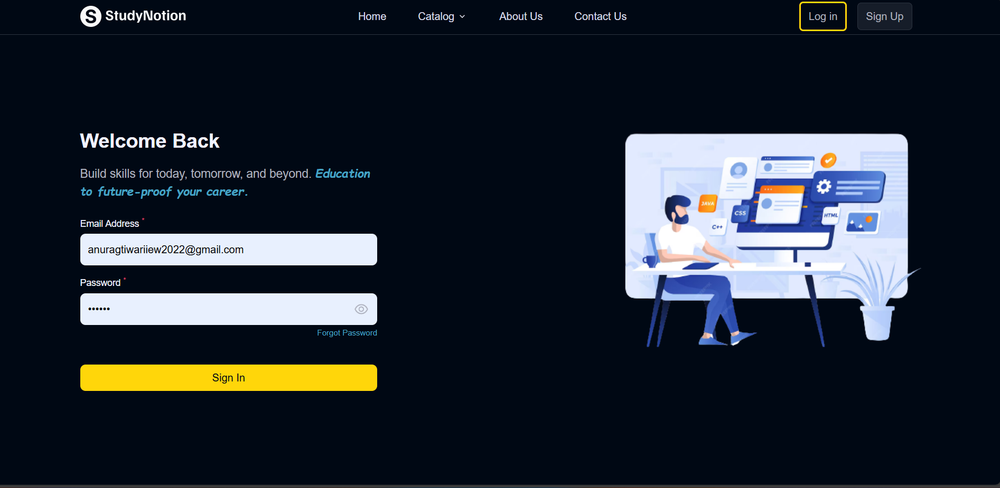 S StudyNotion
Home
Catalog
About Us
Contact Us
Log in
Sign Up
Welcome Back
Build skills for today, tomorrow, and beyond. Education
to future-proof your career.
Email Address *
anuragtiwariiew2022@gmail.com
Password *
••••••
Forgot Password
Sign In
JAVA
CSS
C++
HTML